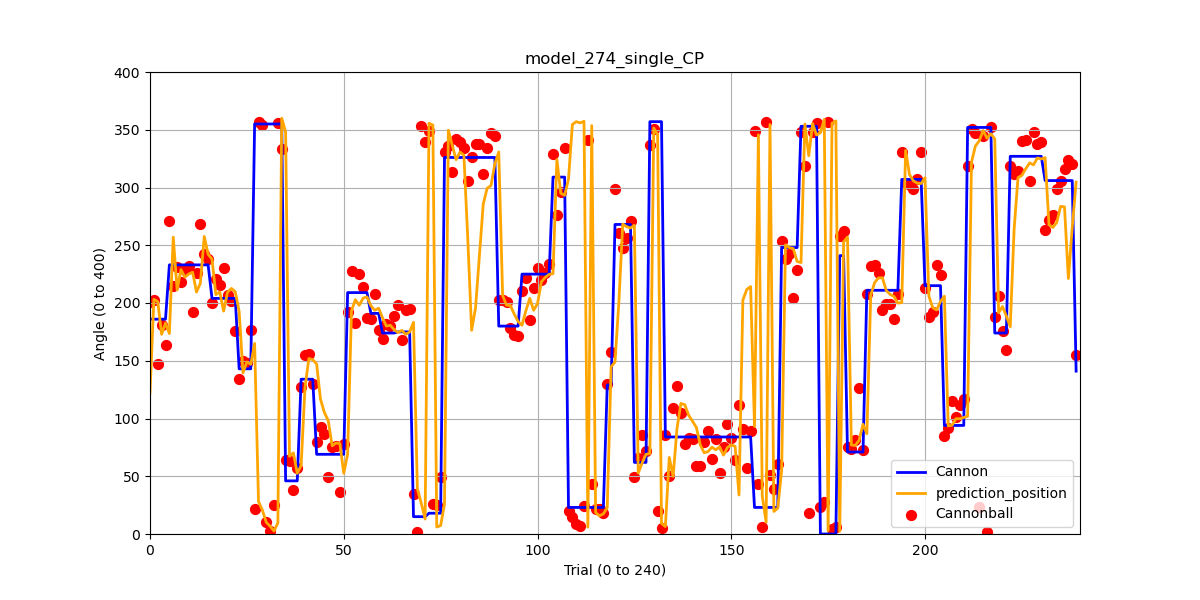 model_274_single_CP
400
350
300
250
200
150
100
50
0
Angle (0 to 400)
0
50
100
150
200
Trial (0 to 240)
Cannon
prediction_position
Cannonball